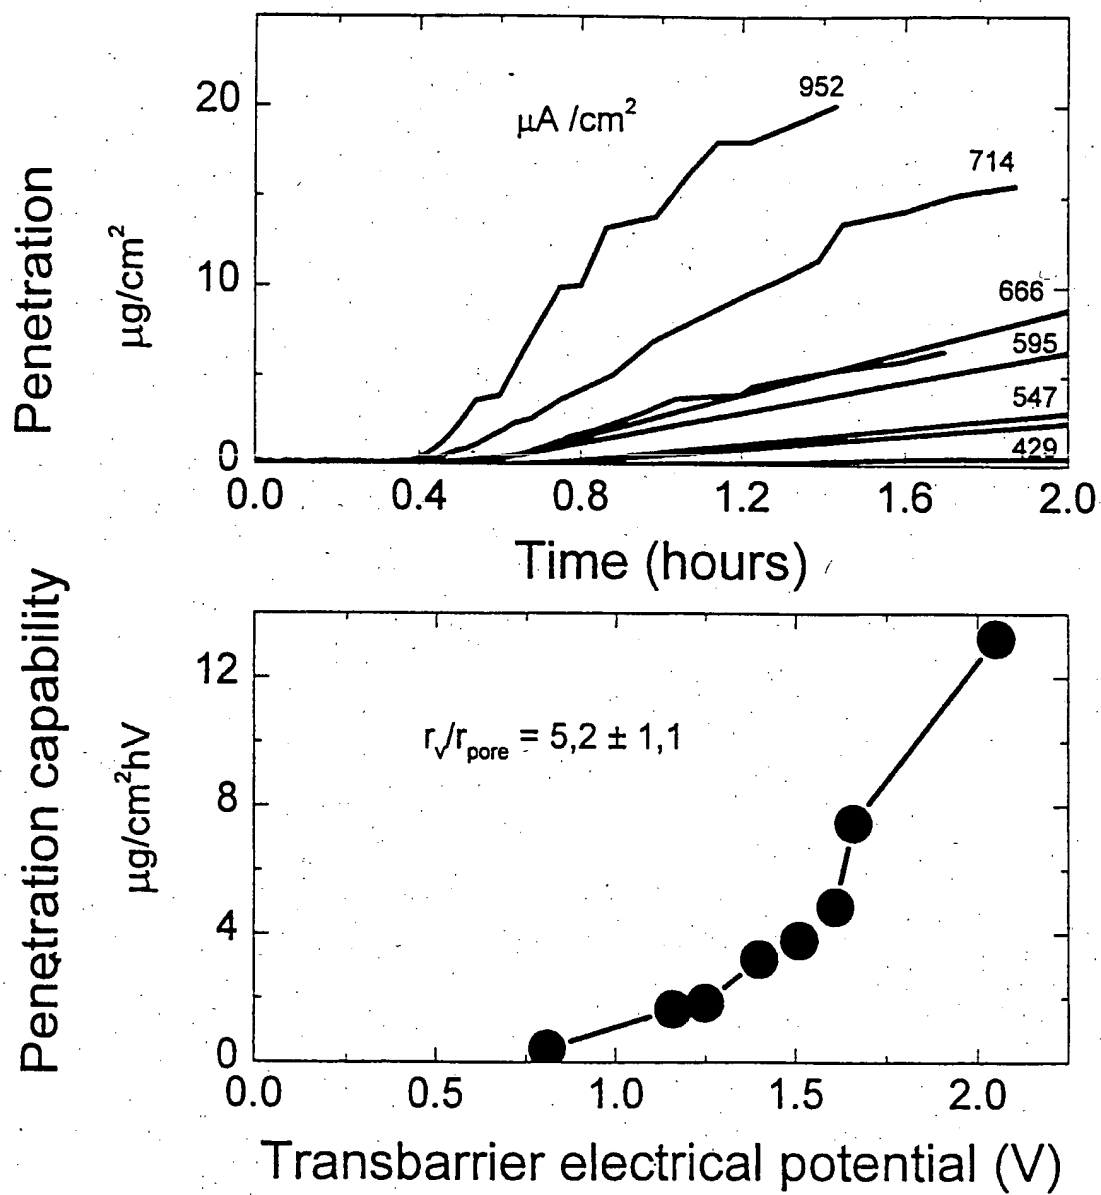 Penetration
µg/cm²
20
10
0
µA /cm²
952
714
666
595
547
429
0.0 0.4 0.8 1.2 1.6 2.0
Time (hours)
Penetration capability
µg/cm²hV
12
8
4
0
rᵥ/rpore = 5,2 ± 1,1
0.0 0.5 1.0 1.5 2.0
Transbarrier electrical potential (V)